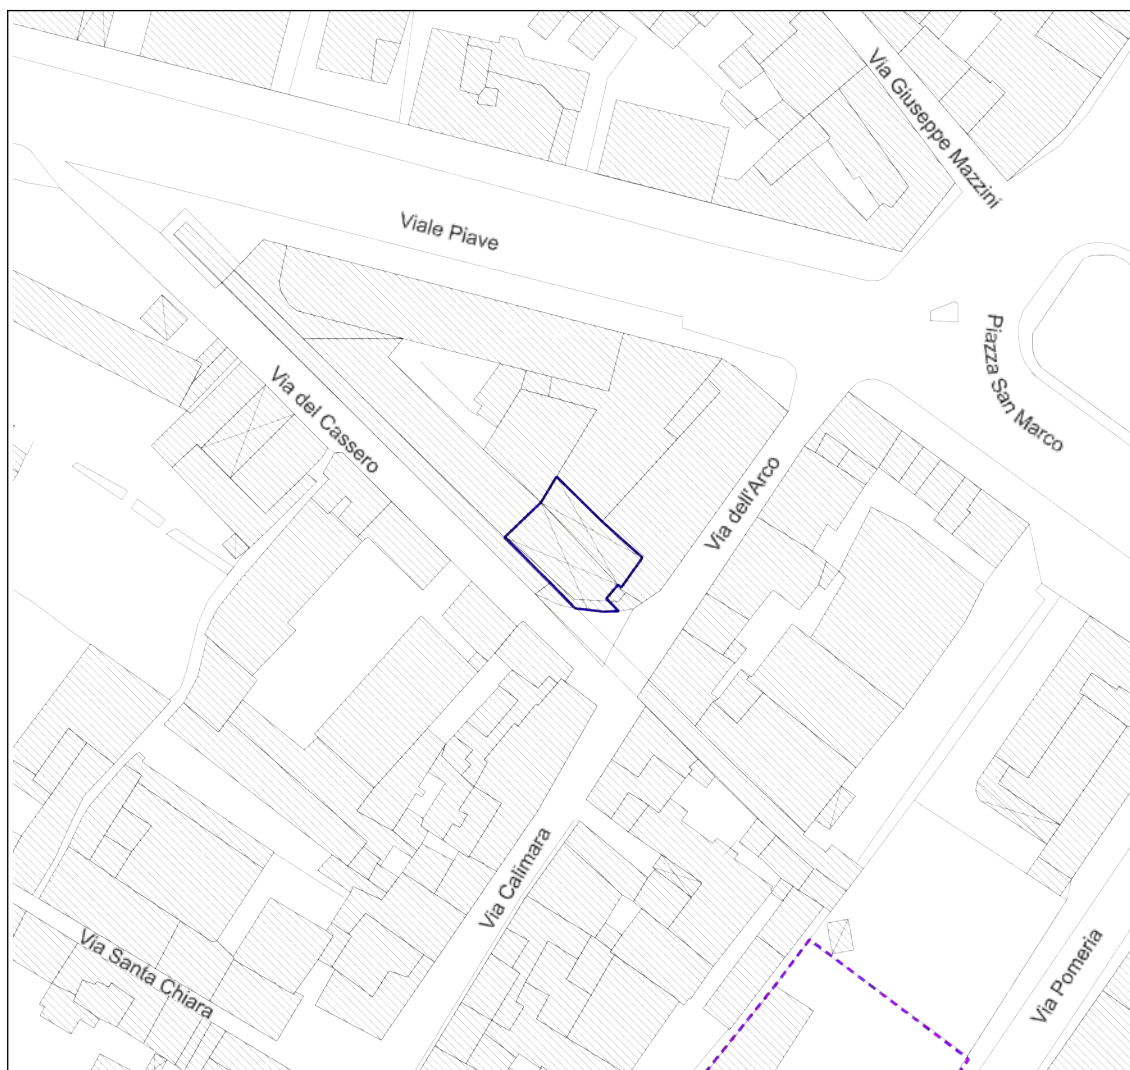 Via Giuseppe Mazzini
Viale Piave
Piazza San Marco
Via del Cassero
Via dell'Arco
Via Calimara
Via Santa Chiara
Via Pomeria